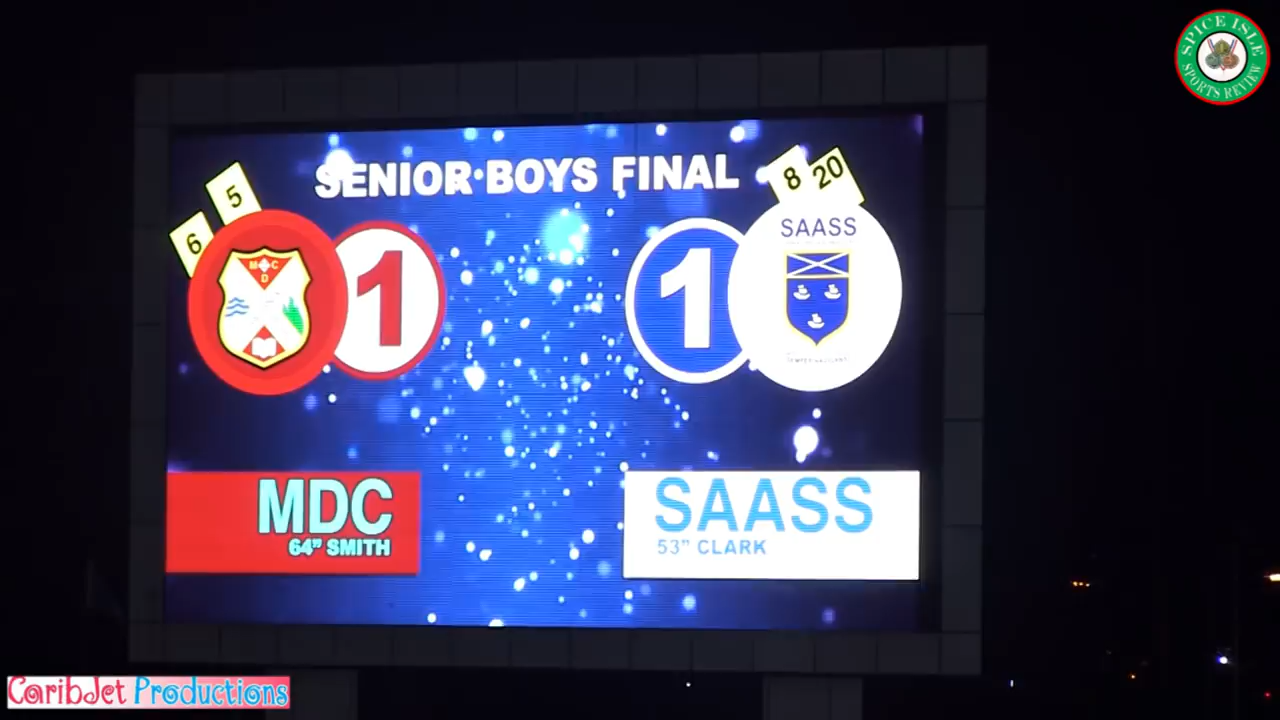 SPICE ISLE
SPORTS REVIEW
SENIOR BOYS FINAL
6
5
8
20
M C
D
1
1
SAASS
MDC
64” SMITH
SAASS
53” CLARK
CaribJet Productions